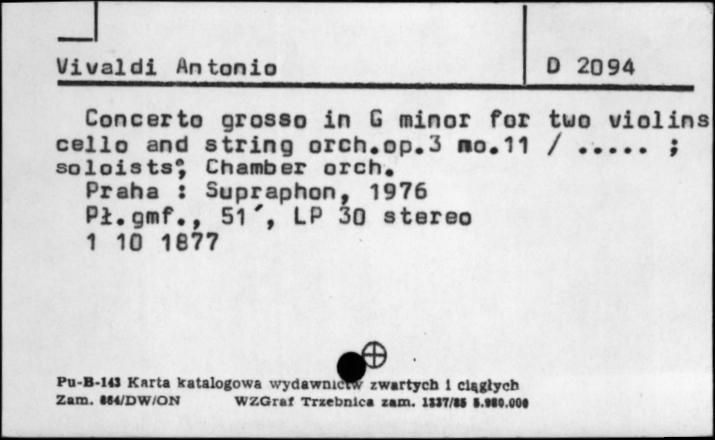 Vivaldi Antonio D 2094
Concerto grosso in G minor for two violins
cello and string orch.op.3 no.11 / ..... ;
soloists; Chamber orch.
Praha : Supraphon, 1976
Pł.gmf., 51´, LP 30 stereo
1 10 1877
Pu-B-143 Karta katalogowa wydawnictw zwartych i ciągłych
Zam. 864/DW/ON WZGraf Trzebnica zam. 1337/85 5.980.000